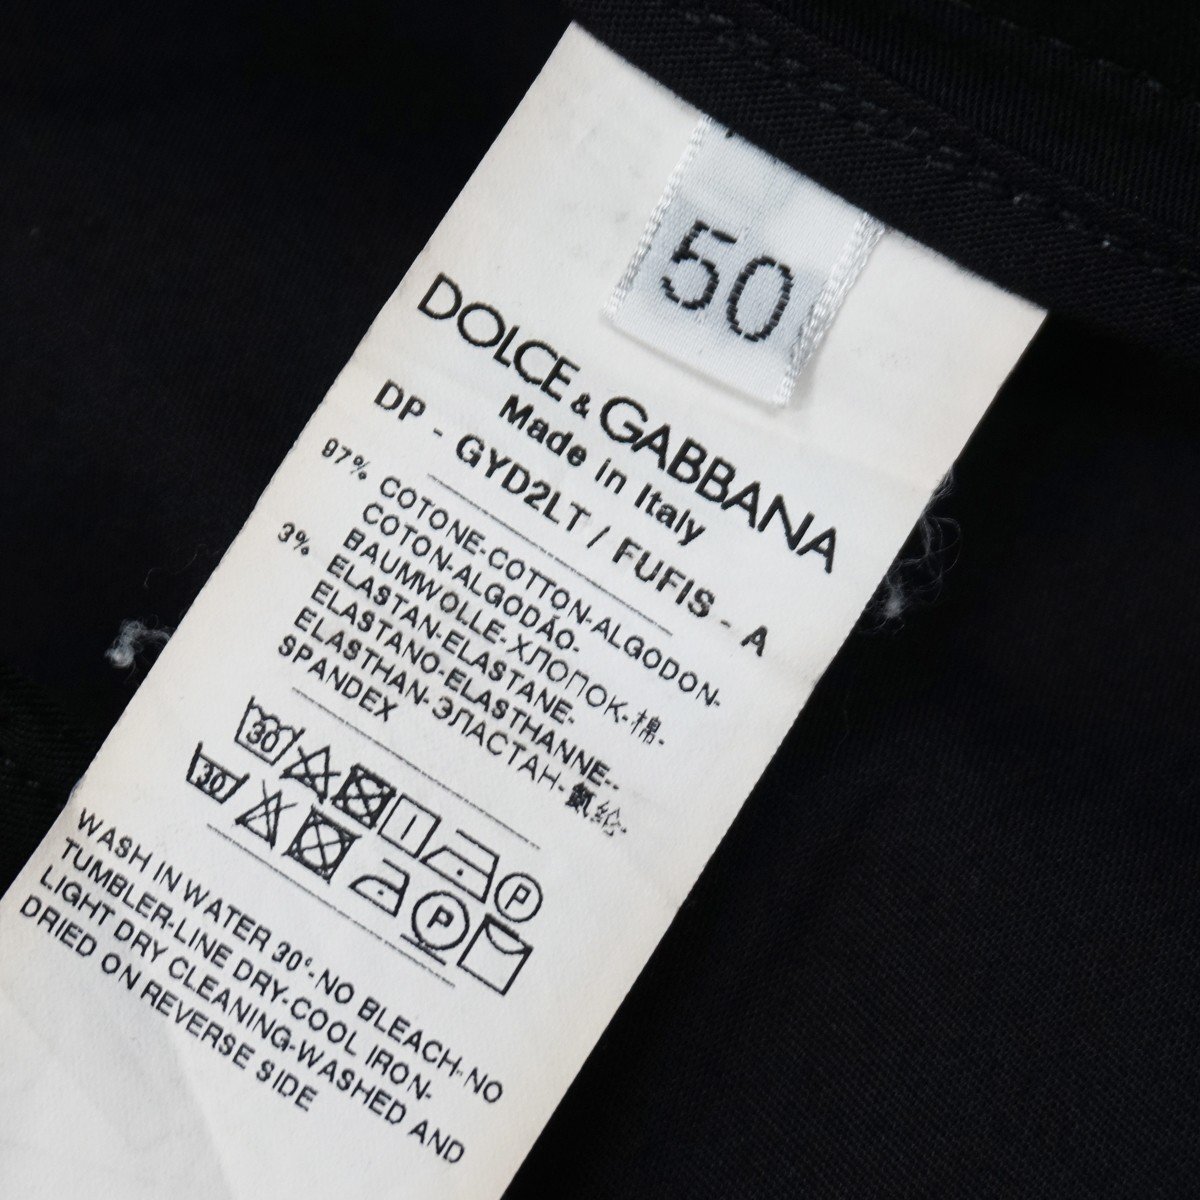 50
DOLCE & GABBANA
Made in Italy
DP - GYD2LT / FUFIS - A
97% COTONE-COTTON-ALGODON-
COTON-ALGODÃO-
BAUMWOLLE-ХЛОПОК-棉-
3% ELASTAN-ELASTANE-
ELASTANO-ELASTHANNE--
ELASTHAN-ЭЛАСТАН-氨纶-
SPANDEX
30 P
30 P
WASH IN WATER 30°-NO BLEACH-NO
TUMBLER-LINE DRY-COOL IRON-
LIGHT DRY CLEANING-WASHED AND
DRIED ON REVERSE SIDE